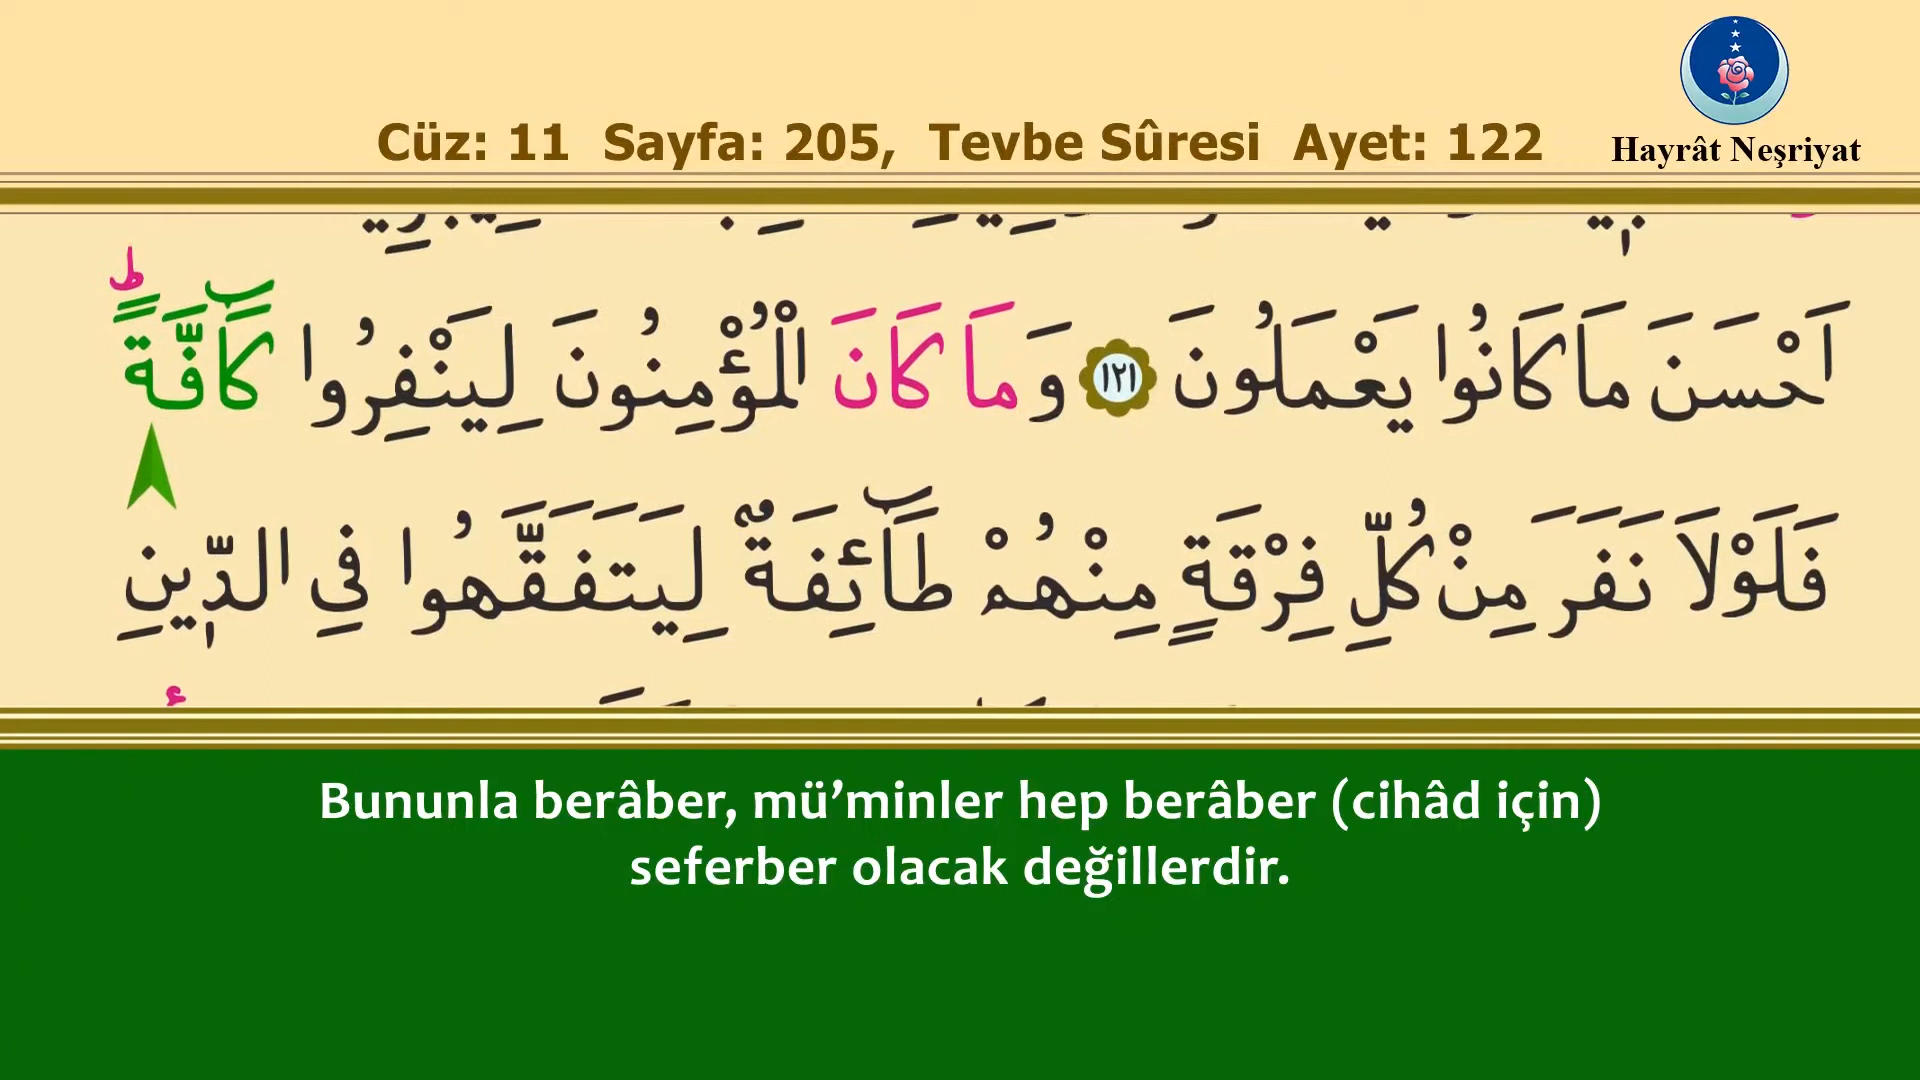 Cüz: 11 Sayfa: 205, Tevbe Sûresi Ayet: 122
Hayrât Neşriyat
اَحْسَنَ مَا كَانُوا يَعْمَلُونَ ﴿١٢١﴾ وَمَا كَانَ الْمُؤْمِنُونَ لِيَنْفِرُوا كَٓافَّةًۜ
فَلَوْلَا نَفَرَ مِنْ كُلِّ فِرْقَةٍ مِنْهُمْ طَٓائِفَةٌ لِيَتَفَقَّهُوا فِي الدّ۪ينِ
Bununla berâber, mü’minler hep berâber (cihâd için)
seferber olacak değillerdir.